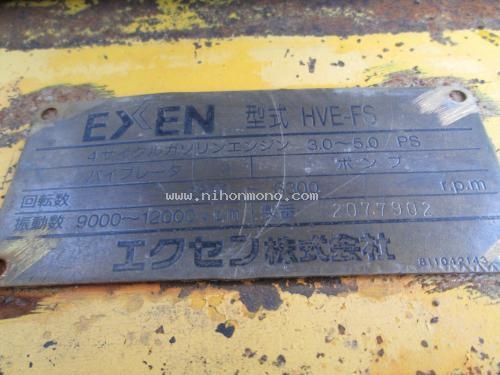 EXEN 型式 HVE-FS
4サイクルガソリンエンジン 3.0~5.0 PS
バイブレータ ポンプ
回転数 r.p.m
www.nihonmono.com
振動数 9000~12000 2077902
エクセン株式会社
811042143